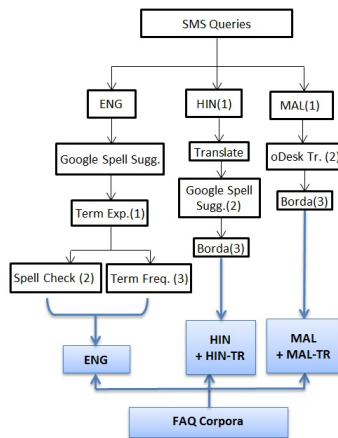 SMS Queries
ENG
HIN(1)
MAL(1)
Google Spell Sugg.
Translate
oDesk Tr. (2)
Google Spell
Sugg.(2)
Term Exp.(1)
Borda(3)
Borda(3)
Spell Check (2)
Term Freq. (3)
ENG
HIN
+ HIN-TR
MAL
+ MAL-TR
FAQ Corpora